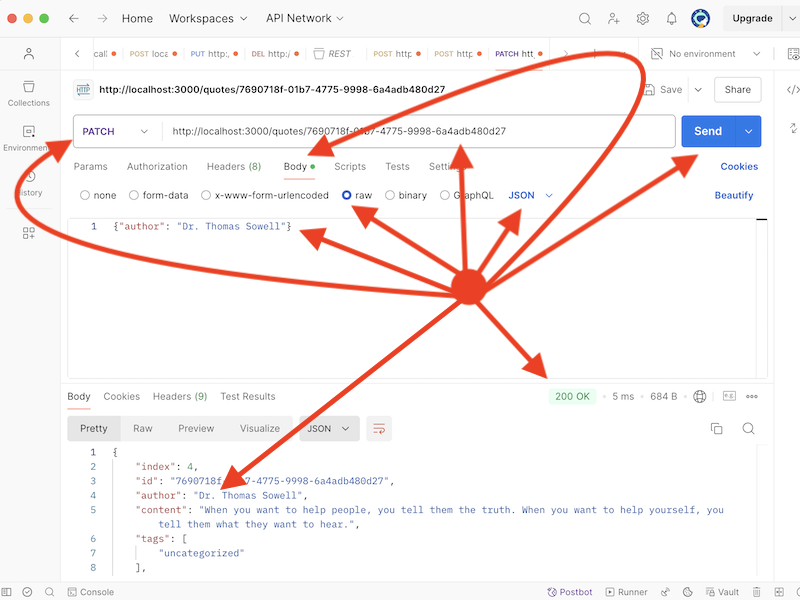 Home Workspaces API Network Upgrade
call POST loca PUT http:, DEL http:/ REST POST http POST http PATCH htt No environment
HTTP http://localhost:3000/quotes/7690718f-01b7-4775-9998-6a4adb480d27 Save Share
Collections
PATCH http://localhost:3000/quotes/7690718f-01b7-4775-9998-6a4adb480d27 Send
Environmen
Params Authorization Headers (8) Body Scripts Tests Cookies
none form-data x-www-form-urlencoded raw binary GraphQL JSON Beautify
1 {"author": "Dr. Thomas Sowell"}
Body Cookies Headers (9) Test Results 200 OK 5 ms 684 B
Pretty Raw Preview Visualize JSON
1 {
2 "index": 4,
3 "id": "7690718f-01b7-4775-9998-6a4adb480d27",
4 "author": "Dr. Thomas Sowell",
5 "content": "When you want to help people, you tell them the truth. When you want to help yourself, you
tell them what they want to hear.",
6 "tags": [
7 "uncategorized"
8 ],
Console Postbot Runner Vault